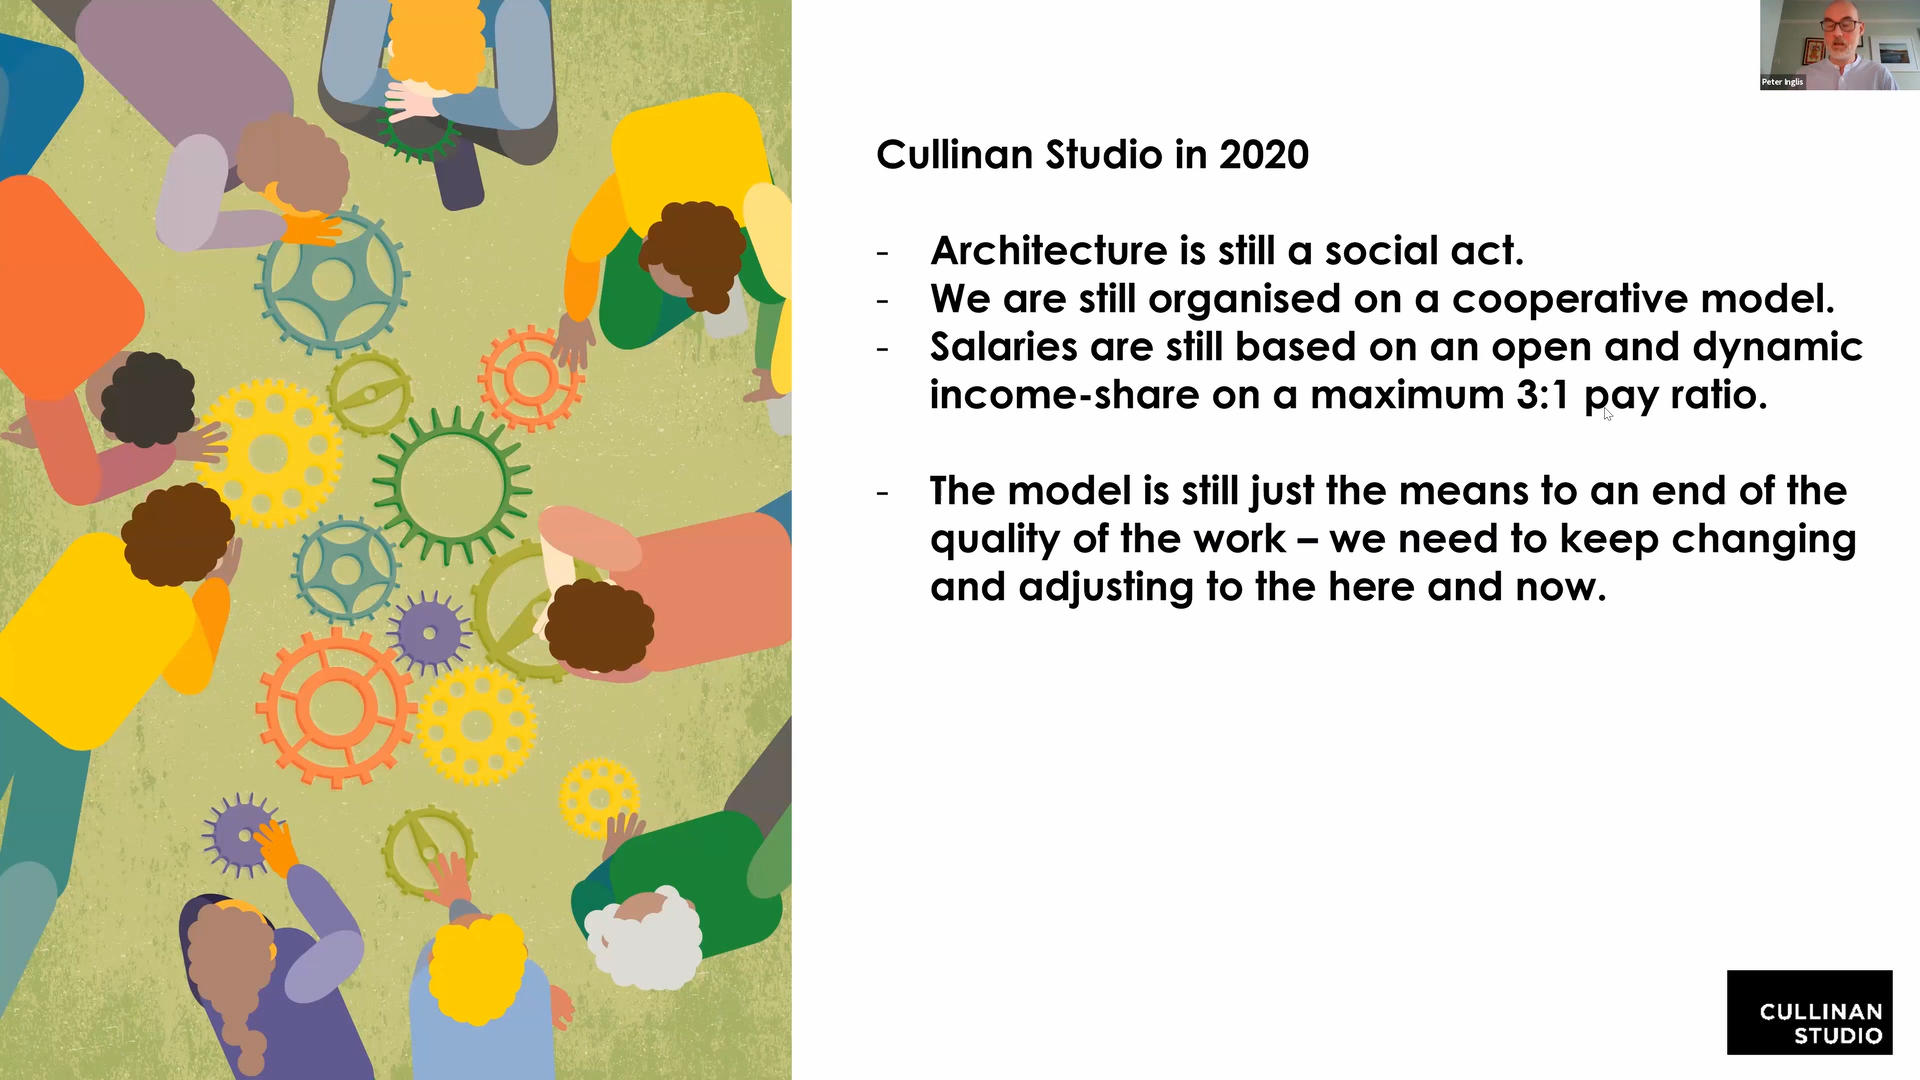 Peter Inglis
Cullinan Studio in 2020
- Architecture is still a social act.
- We are still organised on a cooperative model.
- Salaries are still based on an open and dynamic
income-share on a maximum 3:1 pay ratio.
- The model is still just the means to an end of the
quality of the work – we need to keep changing
and adjusting to the here and now.
CULLINAN
STUDIO